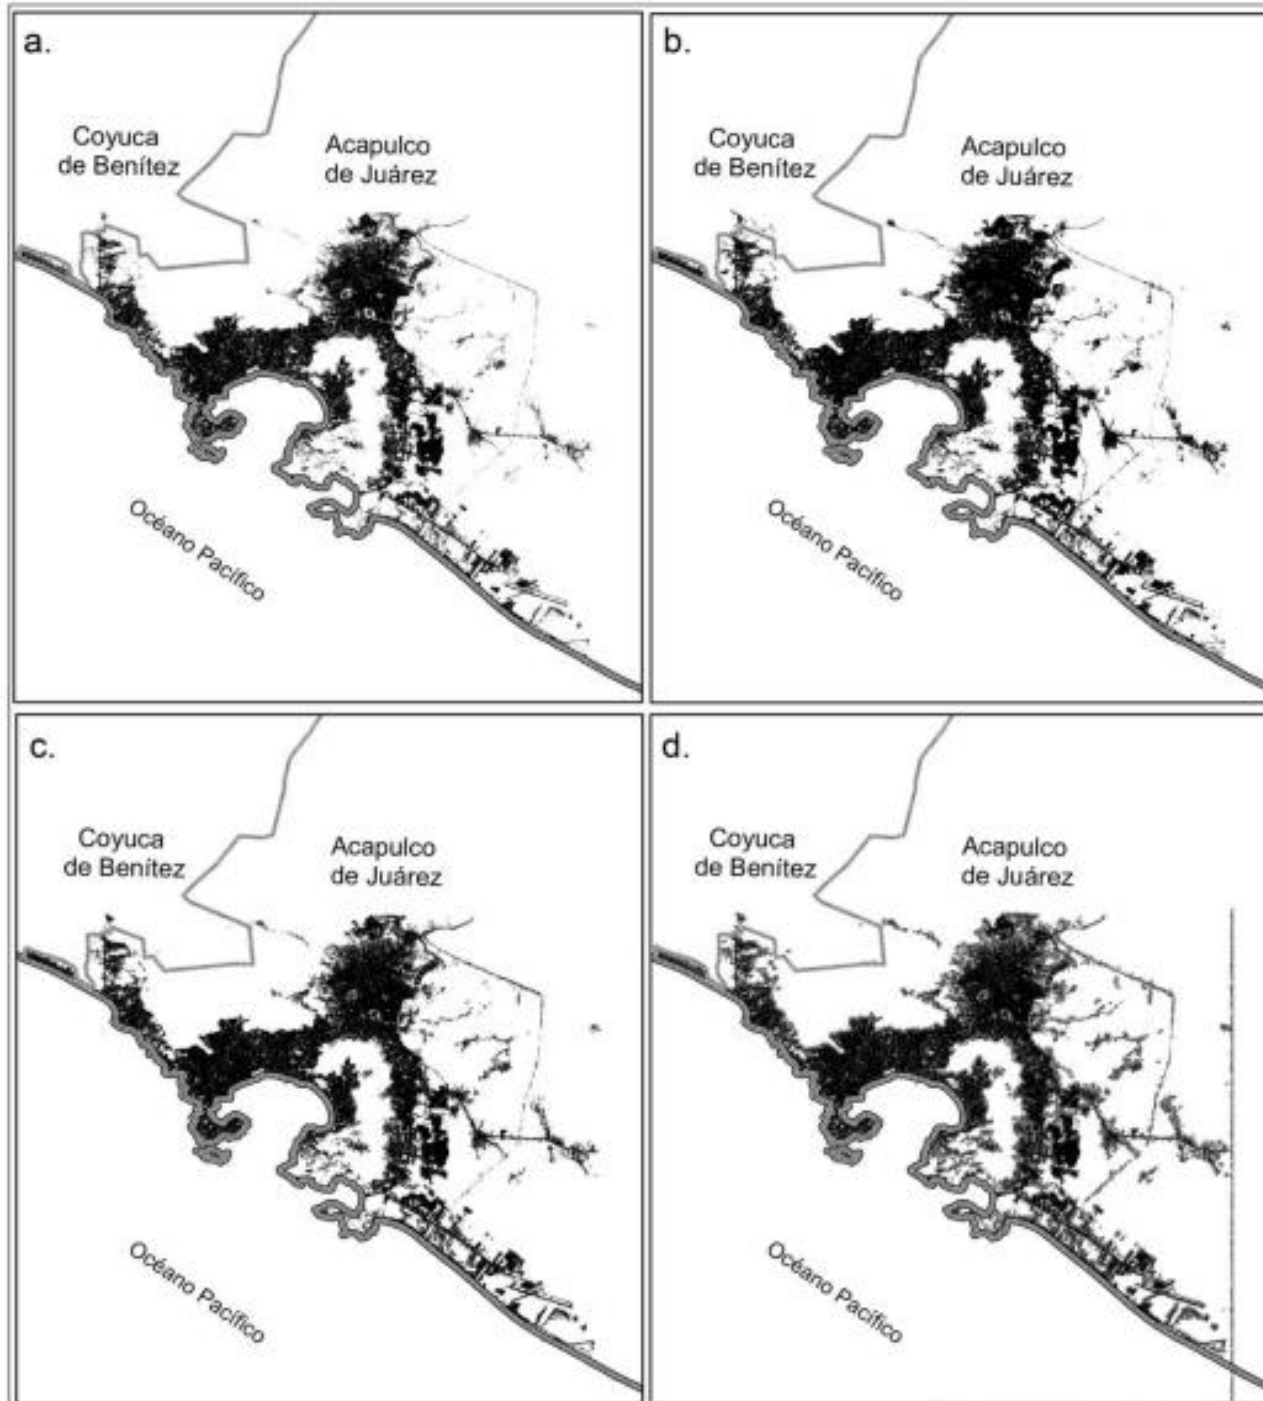 a.
Coyuca
de Benítez
Acapulco
de Juárez
Océano Pacífico
b.
Coyuca
de Benítez
Acapulco
de Juárez
Océano Pacífico
c.
Coyuca
de Benítez
Acapulco
de Juárez
Océano Pacífico
d.
Coyuca
de Benítez
Acapulco
de Juárez
Océano Pacífico